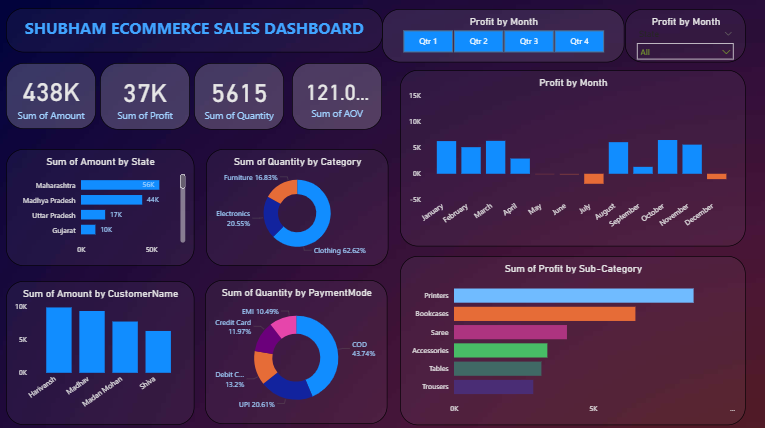 SHUBHAM ECOMMERCE SALES DASHBOARD
Profit by Month
Qtr 1 Qtr 2 Qtr 3 Qtr 4
Profit by Month
All
438K
Sum of Amount
37K
Sum of Profit
5615
Sum of Quantity
121.0...
Sum of AOV
Profit by Month
15K
10K
5K
0K
-5K
January February March April May June July August September October November December
Sum of Amount by State
Maharashtra 56K
Madhya Pradesh 44K
Uttar Pradesh 17K
Gujarat 10K
0K 50K
Sum of Quantity by Category
Furniture 16.83%
Electronics
20.55%
Clothing 62.62%
Sum of Profit by Sub-Category
Printers
Bookcases
Saree
Accessories
Tables
Trousers
0K 5K ...
Sum of Amount by CustomerName
10K
5K
0K
Harivansh Madhav Madan Mohan Shiva
Sum of Quantity by PaymentMode
EMI 10.49%
Credit Card
11.97%
COD
43.74%
Debit C...
13.2%
UPI 20.61%